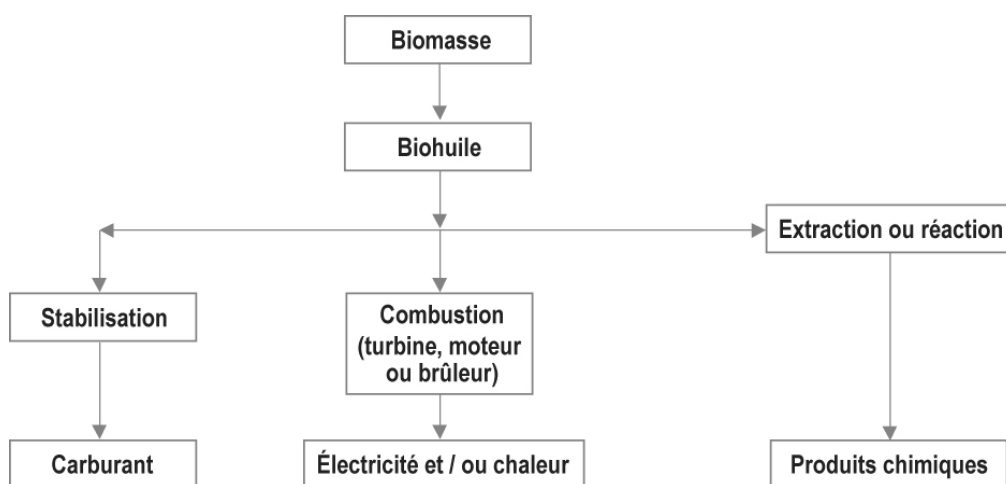 Biomasse
Biohuile
Extraction ou réaction
Stabilisation
Combustion
(turbine, moteur
ou brûleur)
Carburant
Électricité et / ou chaleur
Produits chimiques